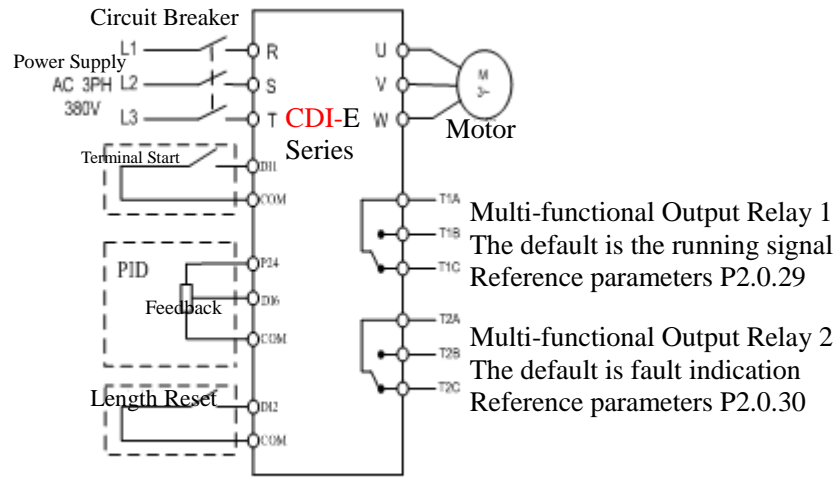 Circuit Breaker
L1
R
U
Power Supply
AC 3PH
L2
S
V
M
3~
380V
L3
T
CDI-E
W
Motor
Series
Terminal Start
DI1
COM
T1A
Multi-functional Output Relay 1
T1B
The default is the running signal
T1C
Reference parameters P2.0.29
PID
P24
Feedback
DI6
COM
T2A
Multi-functional Output Relay 2
T2B
The default is fault indication
T2C
Reference parameters P2.0.30
Length Reset
DI2
COM